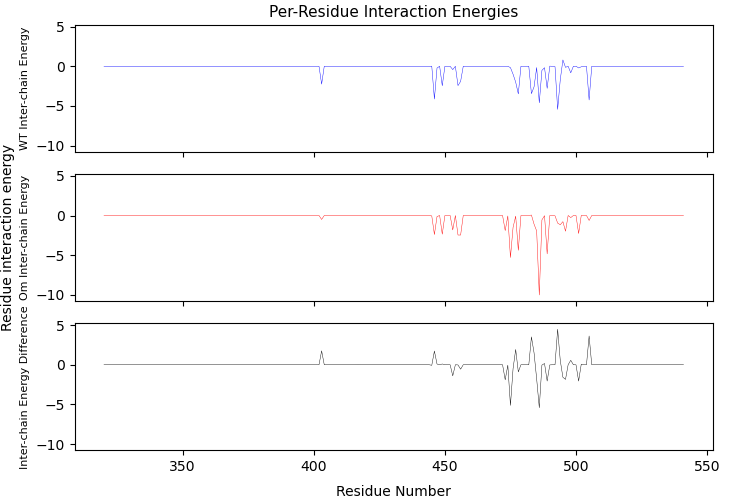 Per-Residue Interaction Energies
Residue interaction energy
WT Inter-chain Energy
5
0
−5
−10
Om Inter-chain Energy
5
0
−5
−10
Inter-chain Energy Difference
5
0
−5
−10
350 400 450 500 550
Residue Number